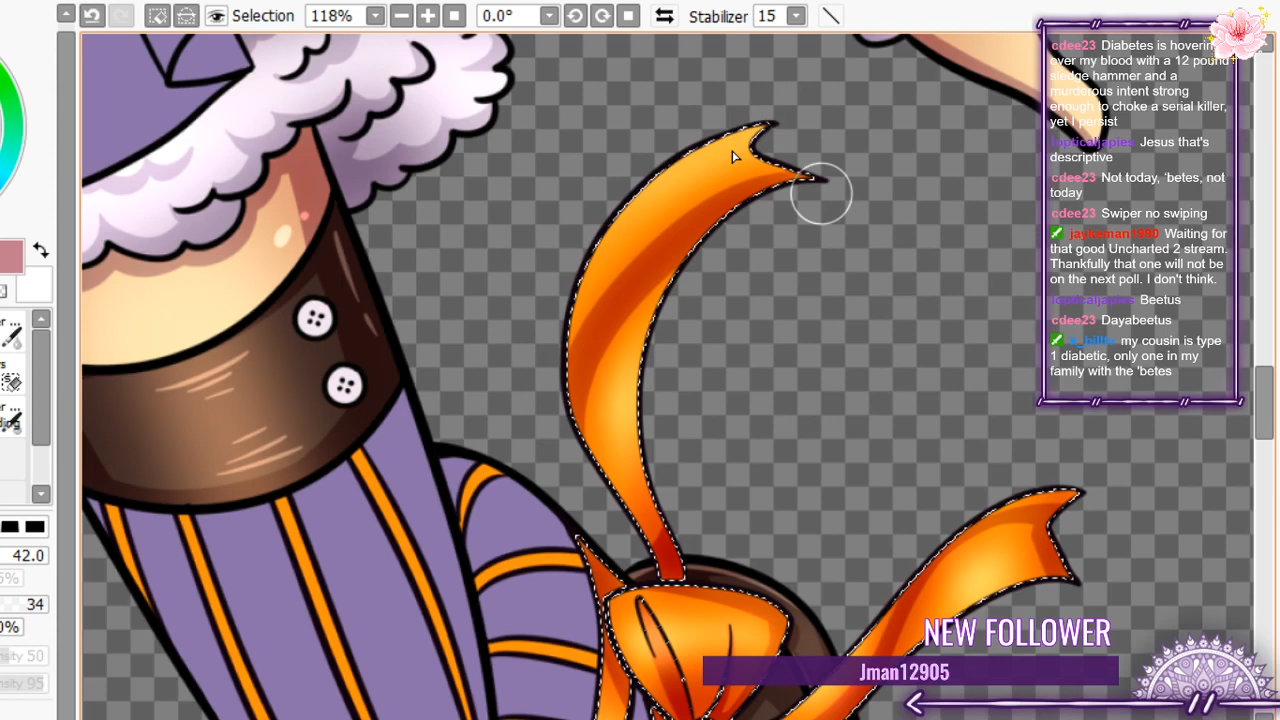 Selection 118% 0.0° Stabilizer 15
cdee23 Diabetes is hovering
over my blood with a 12 pound
sledge hammer and a
murderous intent strong
enough to choke a serial killer,
yet I persist
Jesus that's
descriptive
cdee23 Not today, 'betes, not
today
cdee23 Swiper no swiping
jaykeman1990 Waiting for
that good Uncharted 2 stream.
Thankfully that one will not be
on the next poll. I don't think.
Beetus
cdee23 Dayabeetus
my cousin is type
1 diabetic, only one in my
family with the 'betes
42.0
34
50
95
NEW FOLLOWER
Jman12905